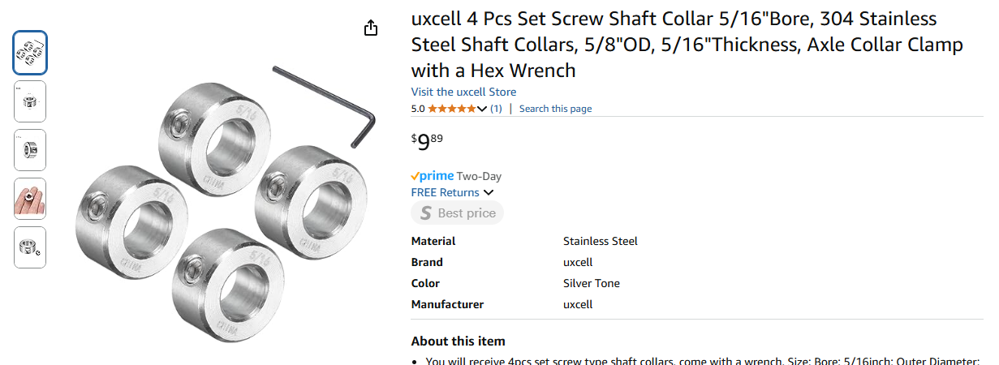 uxcell 4 Pcs Set Screw Shaft Collar 5/16"Bore, 304 Stainless
Steel Shaft Collars, 5/8"OD, 5/16"Thickness, Axle Collar Clamp
with a Hex Wrench
Visit the uxcell Store
5.0 (1) | Search this page
$9.89
prime Two-Day
FREE Returns
S Best price
Material Stainless Steel
Brand uxcell
Color Silver Tone
Manufacturer uxcell
About this item
• You will receive 4pcs set screw type shaft collars, come with a wrench. Size: Bore: 5/16inch; Outer Diameter:
5/16
CHINA
5/16
CHINA
5/16
CHINA
5/16
CHINA